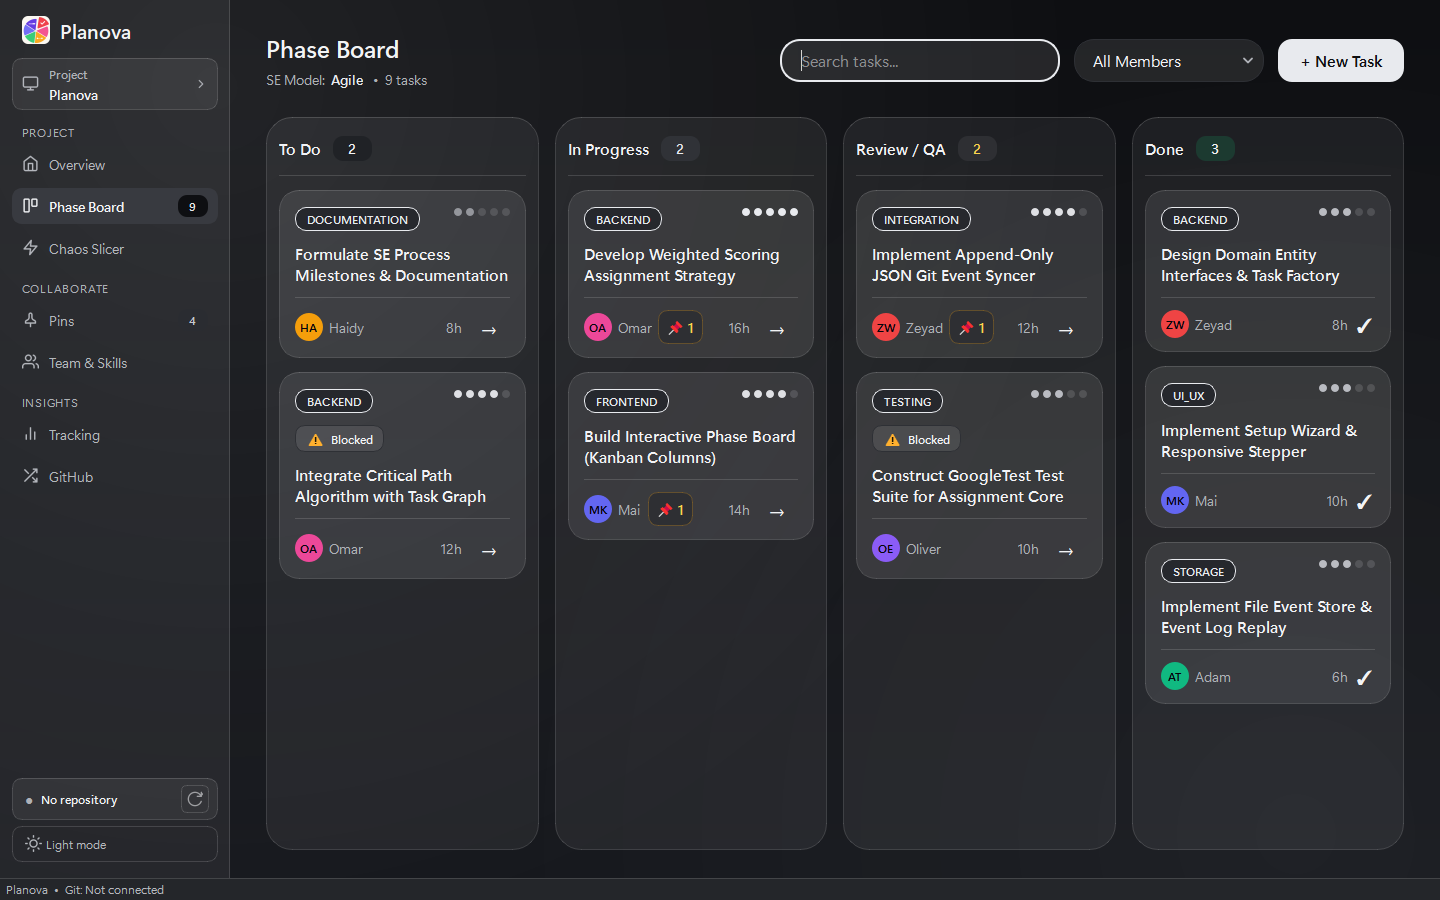 Planova
Project
Planova
PROJECT
Overview
Phase Board 9
Chaos Slicer
COLLABORATE
Pins 4
Team & Skills
INSIGHTS
Tracking
GitHub
No repository
Light mode
Phase Board
SE Model: Agile • 9 tasks
Search tasks...
All Members
+ New Task
To Do 2
DOCUMENTATION
Formulate SE Process
Milestones & Documentation
HA Haidy 8h →
BACKEND
⚠ Blocked
Integrate Critical Path
Algorithm with Task Graph
OA Omar 12h →
In Progress 2
BACKEND
Develop Weighted Scoring
Assignment Strategy
OA Omar 📌 1 16h →
FRONTEND
Build Interactive Phase Board
(Kanban Columns)
MK Mai 📌 1 14h →
Review / QA 2
INTEGRATION
Implement Append-Only
JSON Git Event Syncer
ZW Zeyad 📌 1 12h →
TESTING
⚠ Blocked
Construct GoogleTest Test
Suite for Assignment Core
OE Oliver 10h →
Done 3
BACKEND
Design Domain Entity
Interfaces & Task Factory
ZW Zeyad 8h ✓
UI_UX
Implement Setup Wizard &
Responsive Stepper
MK Mai 10h ✓
STORAGE
Implement File Event Store &
Event Log Replay
AT Adam 6h ✓
Planova • Git: Not connected